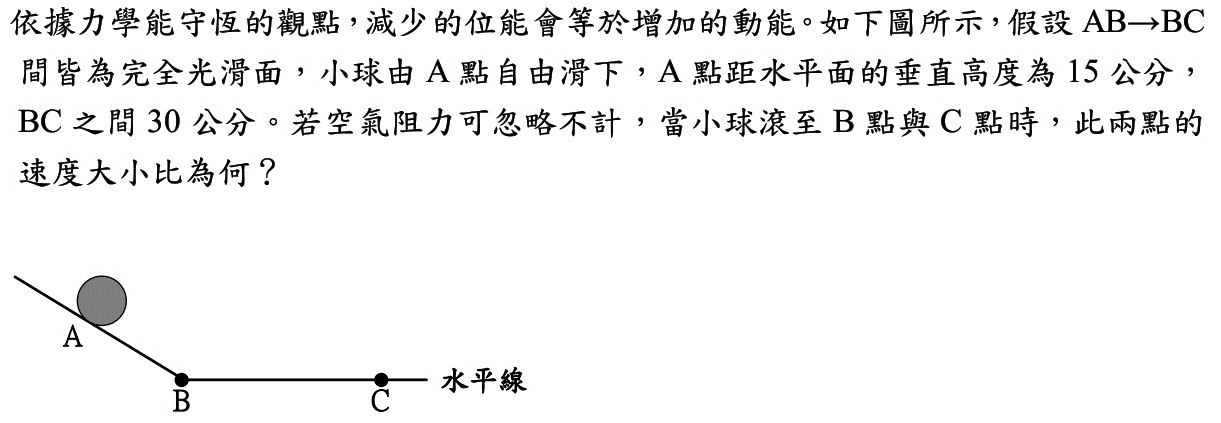 依據力學能守恆的觀點，減少的位能會等於增加的動能。如下圖所示，假設 AB→BC
間皆為完全光滑面，小球由 A 點自由滑下，A 點距水平面的垂直高度為 15 公分，
BC 之間 30 公分。若空氣阻力可忽略不計，當小球滾至 B 點與 C 點時，此兩點的
速度大小比為何？
A
水平線
B
C